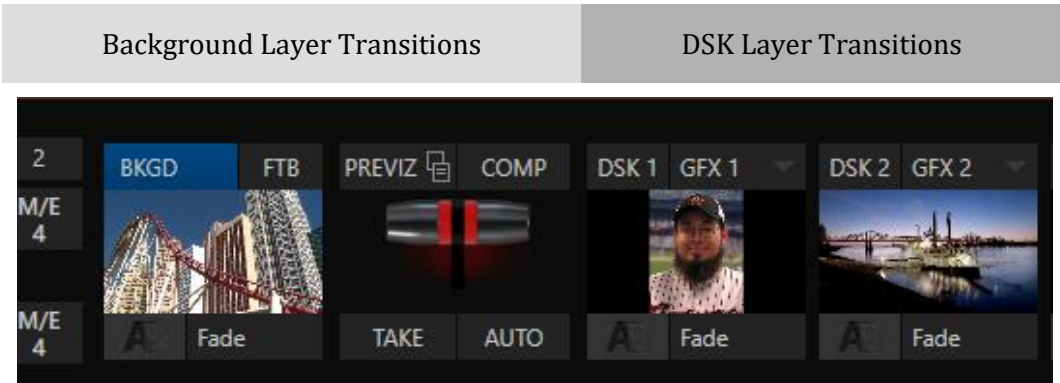 Background Layer Transitions
DSK Layer Transitions
2
BKGD FTB PREVIZ COMP DSK 1 GFX 1 DSK 2 GFX 2
M/E
4
M/E
4
Fade TAKE AUTO Fade Fade